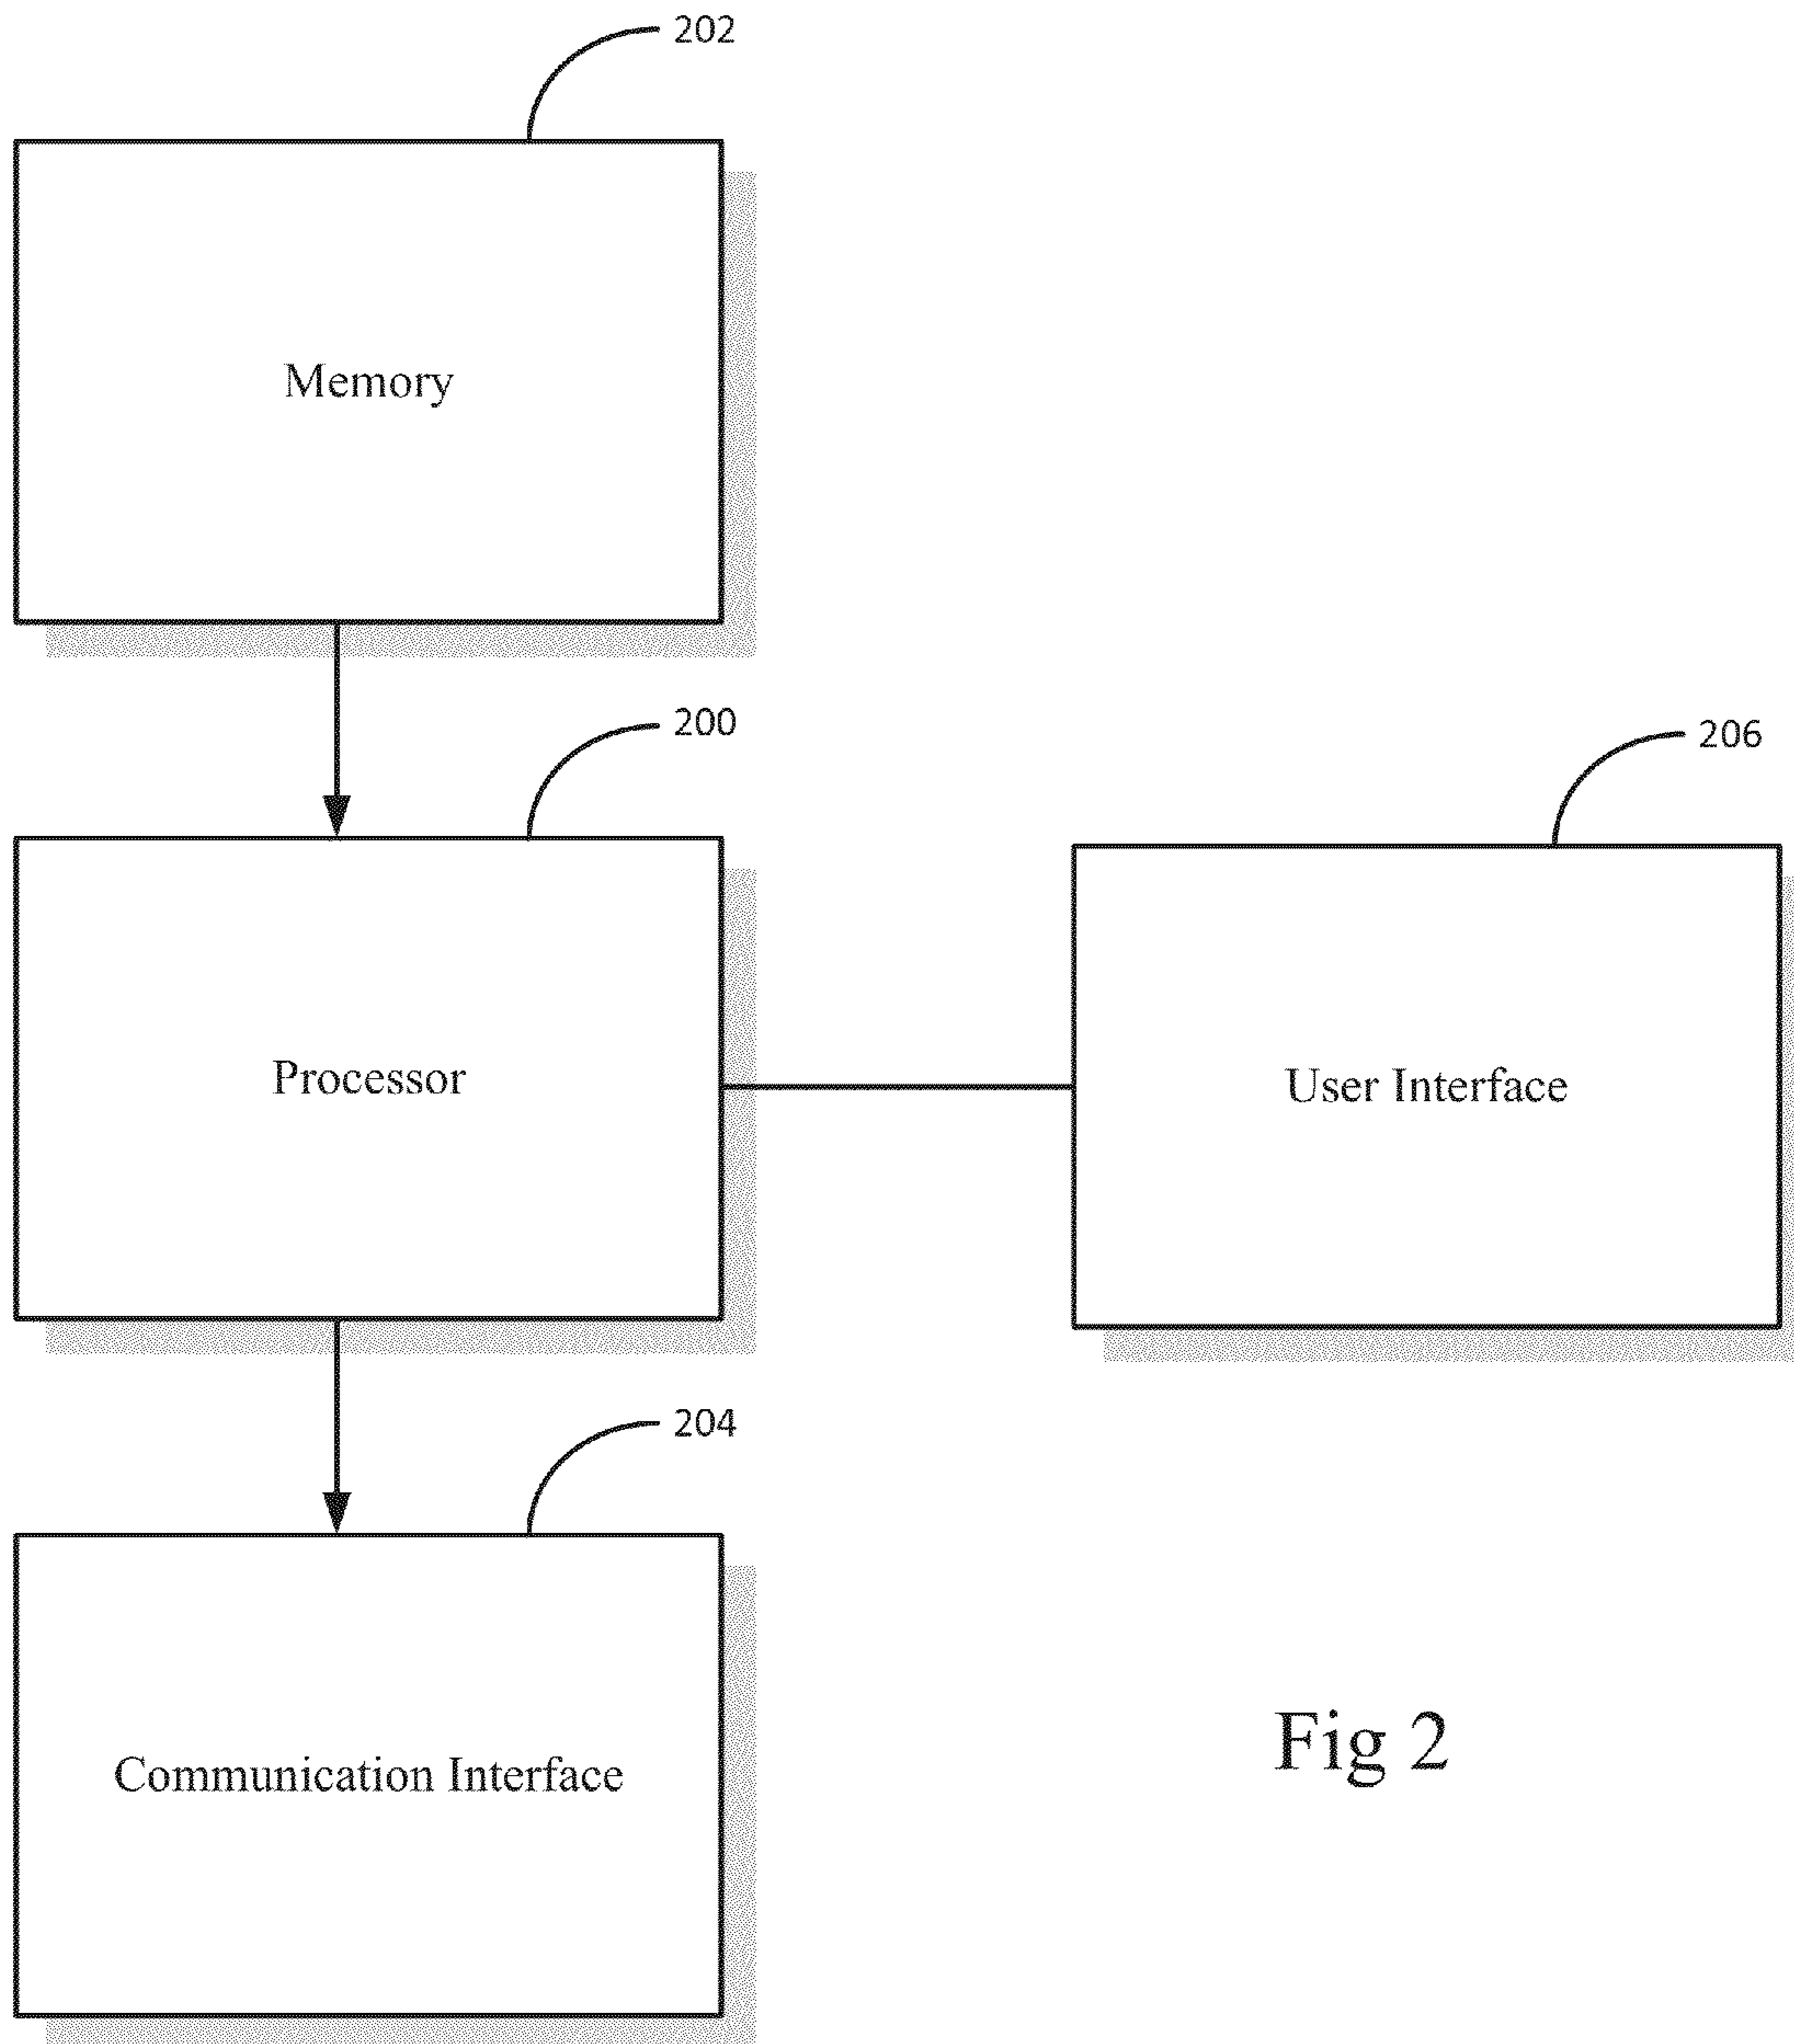 202
Memory
200
206
Processor
User Interface
204
Communication Interface
Fig 2